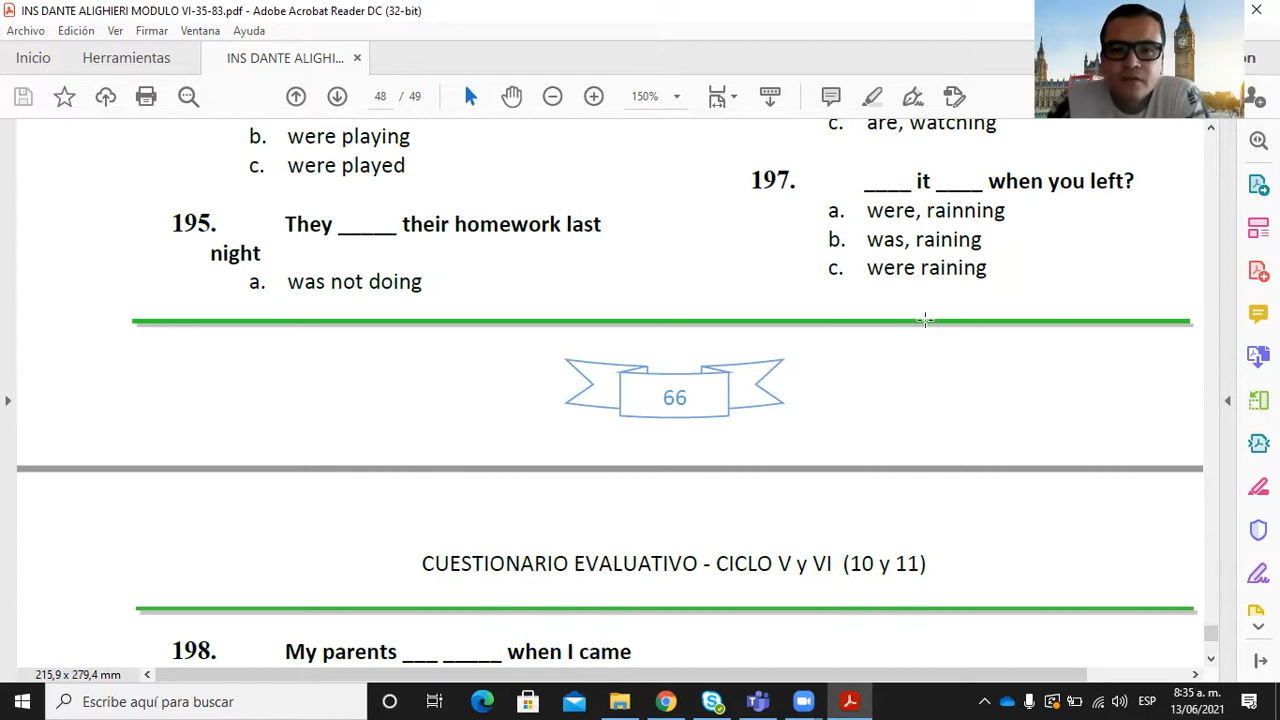 INS DANTE ALIGHIERI MODULO VI-35-83.pdf - Adobe Acrobat Reader DC (32-bit)
Archivo Edición Ver Firmar Ventana Ayuda
Inicio Herramientas INS DANTE ALIGHI... ×
48 / 49 150%
b. were playing
c. were played
195. They _____ their homework last
night
a. was not doing
c. are, watching
197. ____ it ____ when you left?
a. were, rainning
b. was, raining
c. were raining
66
CUESTIONARIO EVALUATIVO - CICLO V y VI (10 y 11)
198. My parents ___ _____ when I came
215,9 x 279,4 mm
Escribe aquí para buscar
ESP
8:35 a. m.
13/06/2021